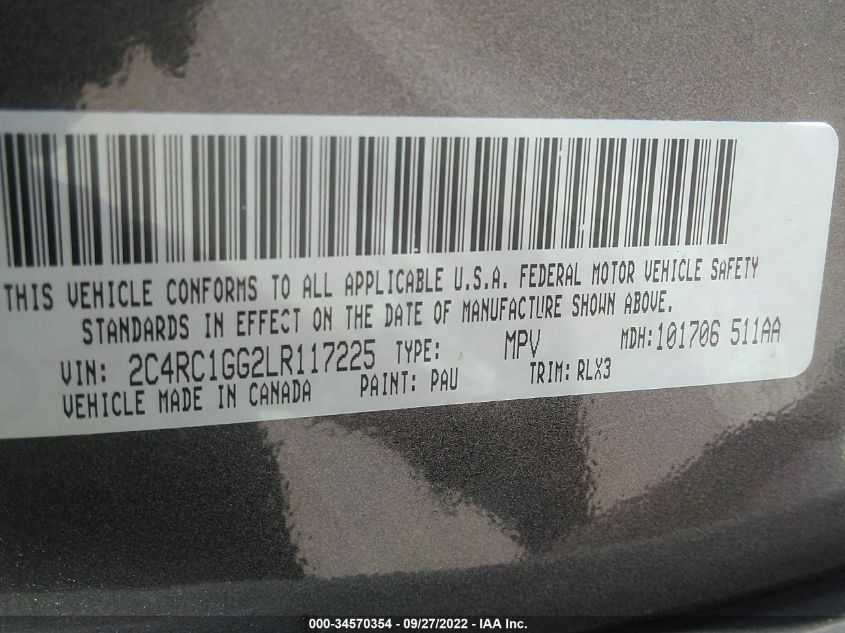 THIS VEHICLE CONFORMS TO ALL APPLICABLE U.S.A. FEDERAL MOTOR VEHICLE SAFETY
STANDARDS IN EFFECT ON THE DATE OF MANUFACTURE SHOWN ABOVE.
VIN: 2C4RC1GG2LR117225 TYPE: MPV MDH: 101706 511AA
VEHICLE MADE IN CANADA PAINT: PAU TRIM: RLX3
000-34570354 - 09/27/2022 - IAA Inc.